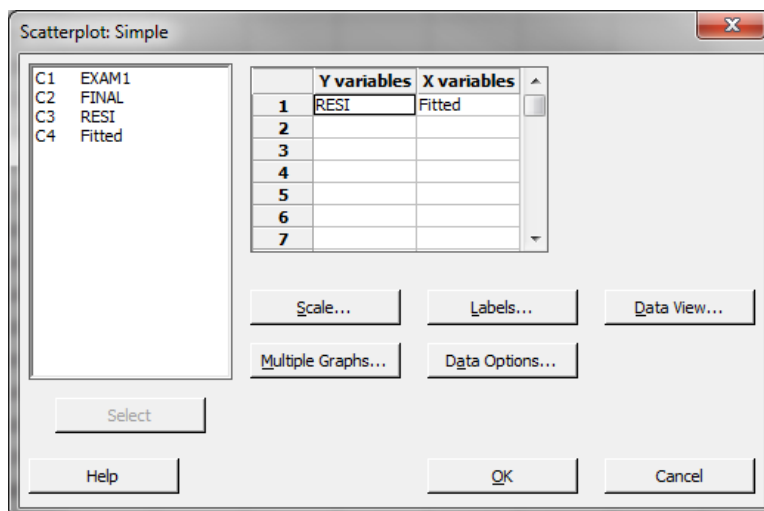 Scatterplot: Simple
X
C1 EXAM1
C2 FINAL
C3 RESI
C4 Fitted
Y variables X variables
1 RESI Fitted
2
3
4
5
6
7
Scale... Labels... Data View...
Multiple Graphs... Data Options...
Select
Help OK Cancel